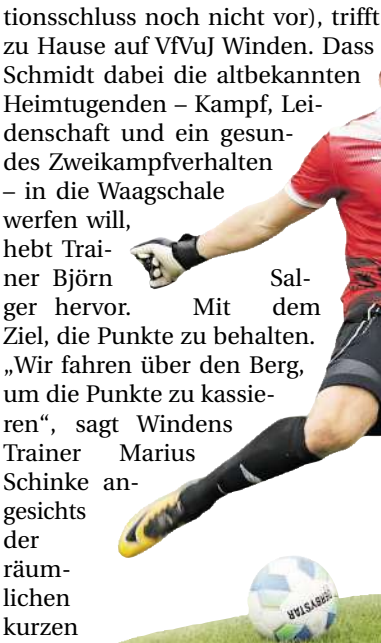 tionsschluss noch nicht vor), trifft
zu Hause auf VfVuJ Winden. Dass
Schmidt dabei die altbekannten
Heimtugenden – Kampf, Lei-
denschaft und ein gesun-
des Zweikampfverhalten
– in die Waagschale
werfen will,
hebt Trai-
ner Björn Sal-
ger hervor. Mit dem
Ziel, die Punkte zu behalten.
„Wir fahren über den Berg,
um die Punkte zu kassie-
ren“, sagt Windens
Trainer Marius
Schinke an-
gesichts
der
räum-
lichen
kurzen
DERBYSTAR